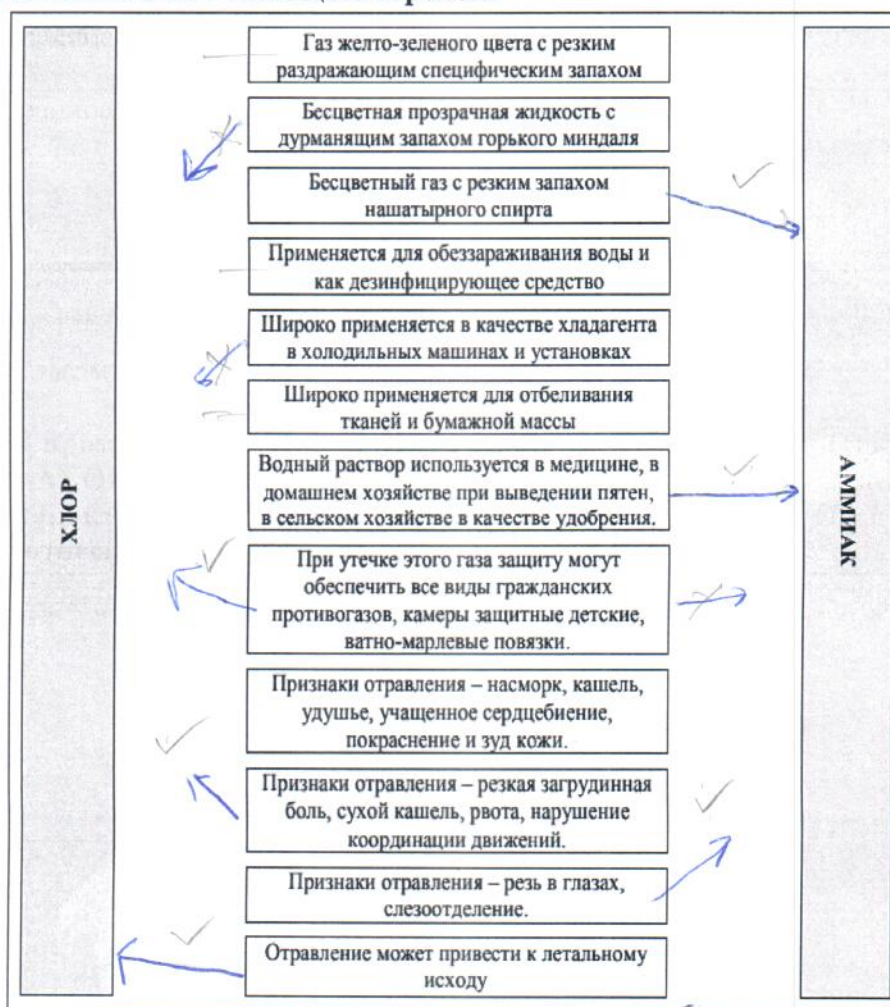 Газ желто-зеленого цвета с резким
раздражающим специфическим запахом
Бесцветная прозрачная жидкость с
дурманящим запахом горького миндаля
Бесцветный газ с резким запахом
нашатырного спирта
Применяется для обеззараживания воды и
как дезинфицирующее средство
Широко применяется в качестве хладагента
в холодильных машинах и установках
Широко применяется для отбеливания
тканей и бумажной массы
Водный раствор используется в медицине, в
домашнем хозяйстве при выведении пятен,
в сельском хозяйстве в качестве удобрения.
При утечке этого газа защиту могут
обеспечить все виды гражданских
противогазов, камеры защитные детские,
ватно-марлевые повязки.
Признаки отравления – насморк, кашель,
удушье, учащенное сердцебиение,
покраснение и зуд кожи.
Признаки отравления – резкая загрудинная
боль, сухой кашель, рвота, нарушение
координации движений.
Признаки отравления – резь в глазах,
слезоотделение.
Отравление может привести к летальному
исходу
ХЛОР
АММИАК